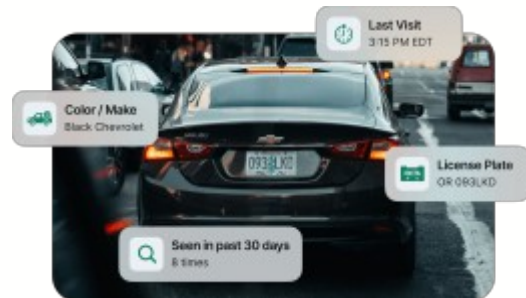 Last Visit
3:15 PM EDT
Color / Make
Black Chevrolet
093LKD
License Plate
OR 093LKD
Seen in past 30 days
8 times